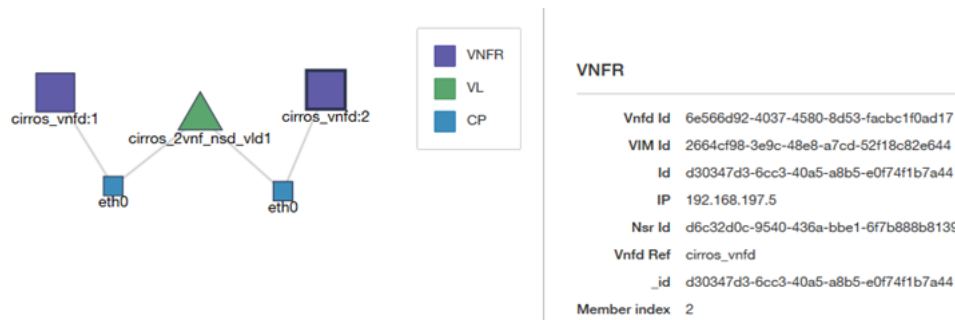 VNFR
VL
CP
cirros_vnfd:1
cirros_2vnf_nsd_vld1
cirros_vnfd:2
eth0
eth0
VNFR
Vnfd Id 6e566d92-4037-4580-8d53-facbc1f0ad17
VIM Id 2664cf98-3e9c-48e8-a7cd-52f18c82e644
Id d30347d3-6cc3-40a5-a8b5-e0f74f1b7a44
IP 192.168.197.5
Nsr Id d6c32d0c-9540-436a-bbe1-6f7b888b8139
Vnfd Ref cirros_vnfd
_id d30347d3-6cc3-40a5-a8b5-e0f74f1b7a44
Member index 2